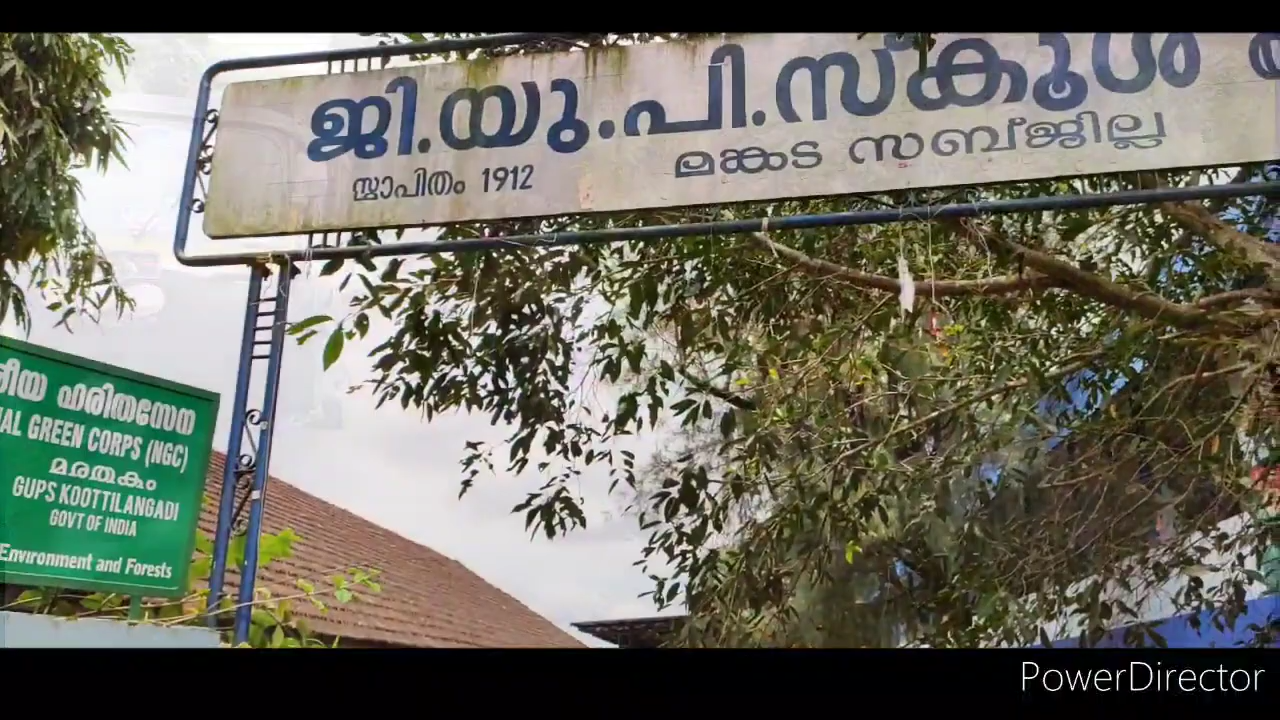 ജി.യു.പി.സ്കൂൾ
സ്ഥാപിതം 1912
മങ്കട സബ്ജില്ല
ഹരിതസേന
GREEN CORPS (NGC)
മരതകം
GUPS KOOTTILANGADI
GOVT OF INDIA
Environment and Forests
PowerDirector